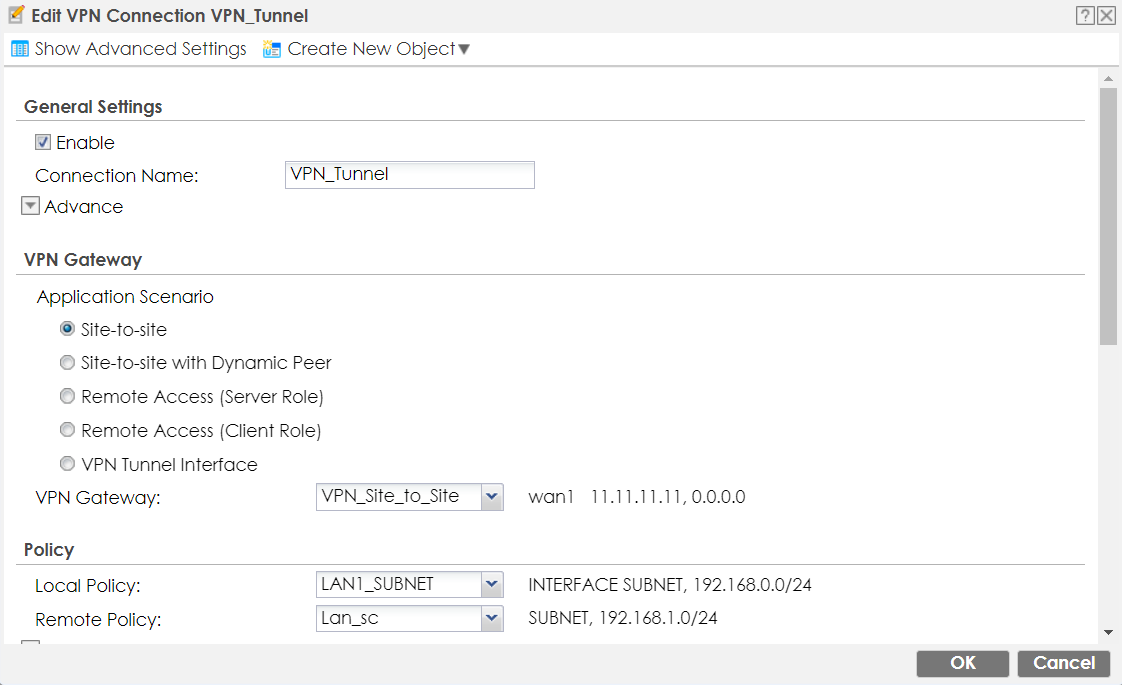 Edit VPN Connection VPN_Tunnel
Show Advanced Settings Create New Object
General Settings
Enable
Connection Name: VPN_Tunnel
Advance
VPN Gateway
Application Scenario
Site-to-site
Site-to-site with Dynamic Peer
Remote Access (Server Role)
Remote Access (Client Role)
VPN Tunnel Interface
VPN Gateway: VPN_Site_to_Site wan1 11.11.11.11, 0.0.0.0
Policy
Local Policy: LAN1_SUBNET INTERFACE SUBNET, 192.168.0.0/24
Remote Policy: Lan_sc SUBNET, 192.168.1.0/24
OK Cancel